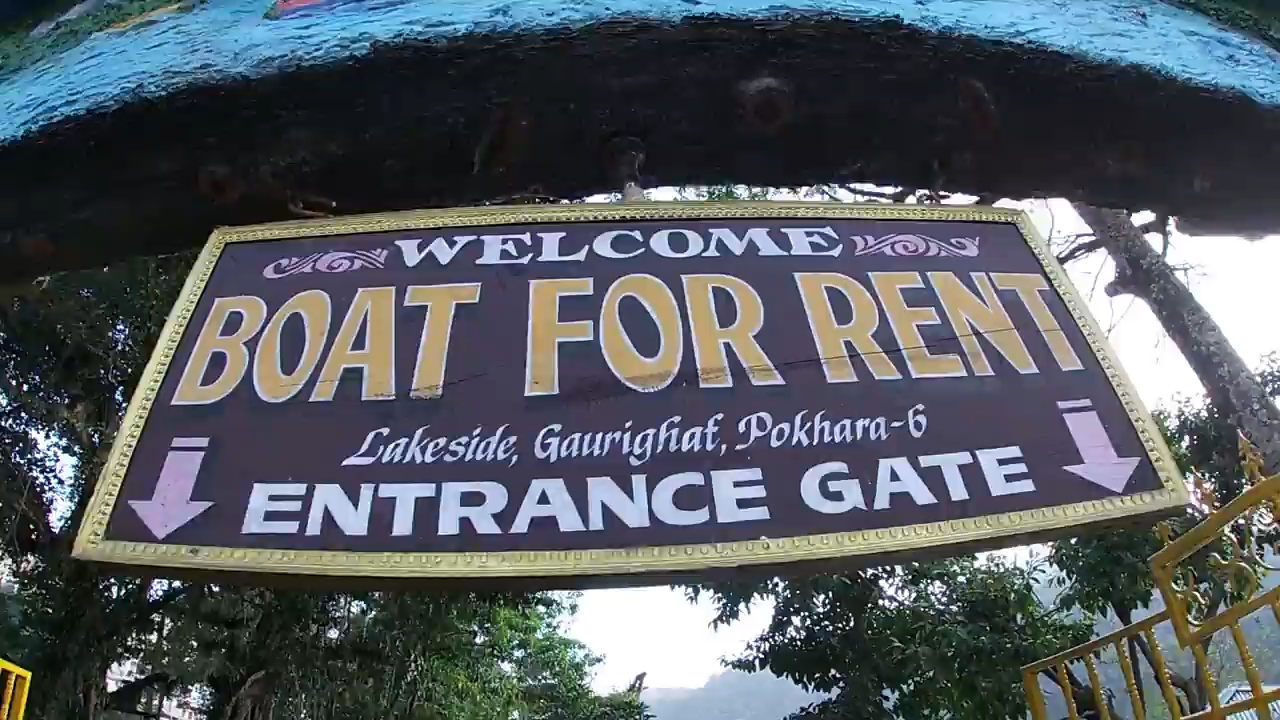 WELCOME
BOAT FOR RENT
Lakeside, Gaurighat, Pokhara-6
ENTRANCE GATE